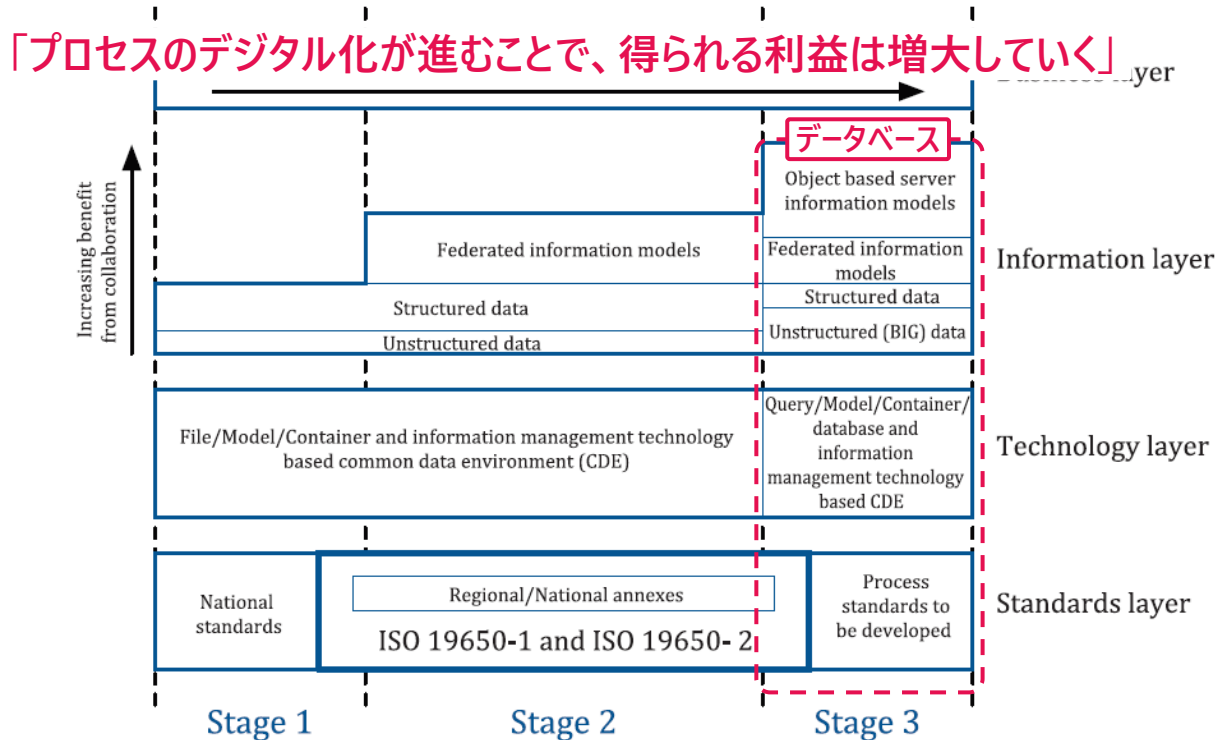 「プロセスのデジタル化が進むことで、得られる利益は増大していく」
layer
Increasing benefit
from collaboration
データベース
Object based server
information models
Federated information models
Federated information
models
Structured data
Structured data
Unstructured data
Unstructured (BIG) data
Information layer
File/Model/Container and information management technology
based common data environment (CDE)
Query/Model/Container/
database and
information
management technology
based CDE
Technology layer
National
standards
Regional/National annexes
ISO 19650-1 and ISO 19650- 2
Process
standards to
be developed
Standards layer
Stage 1
Stage 2
Stage 3